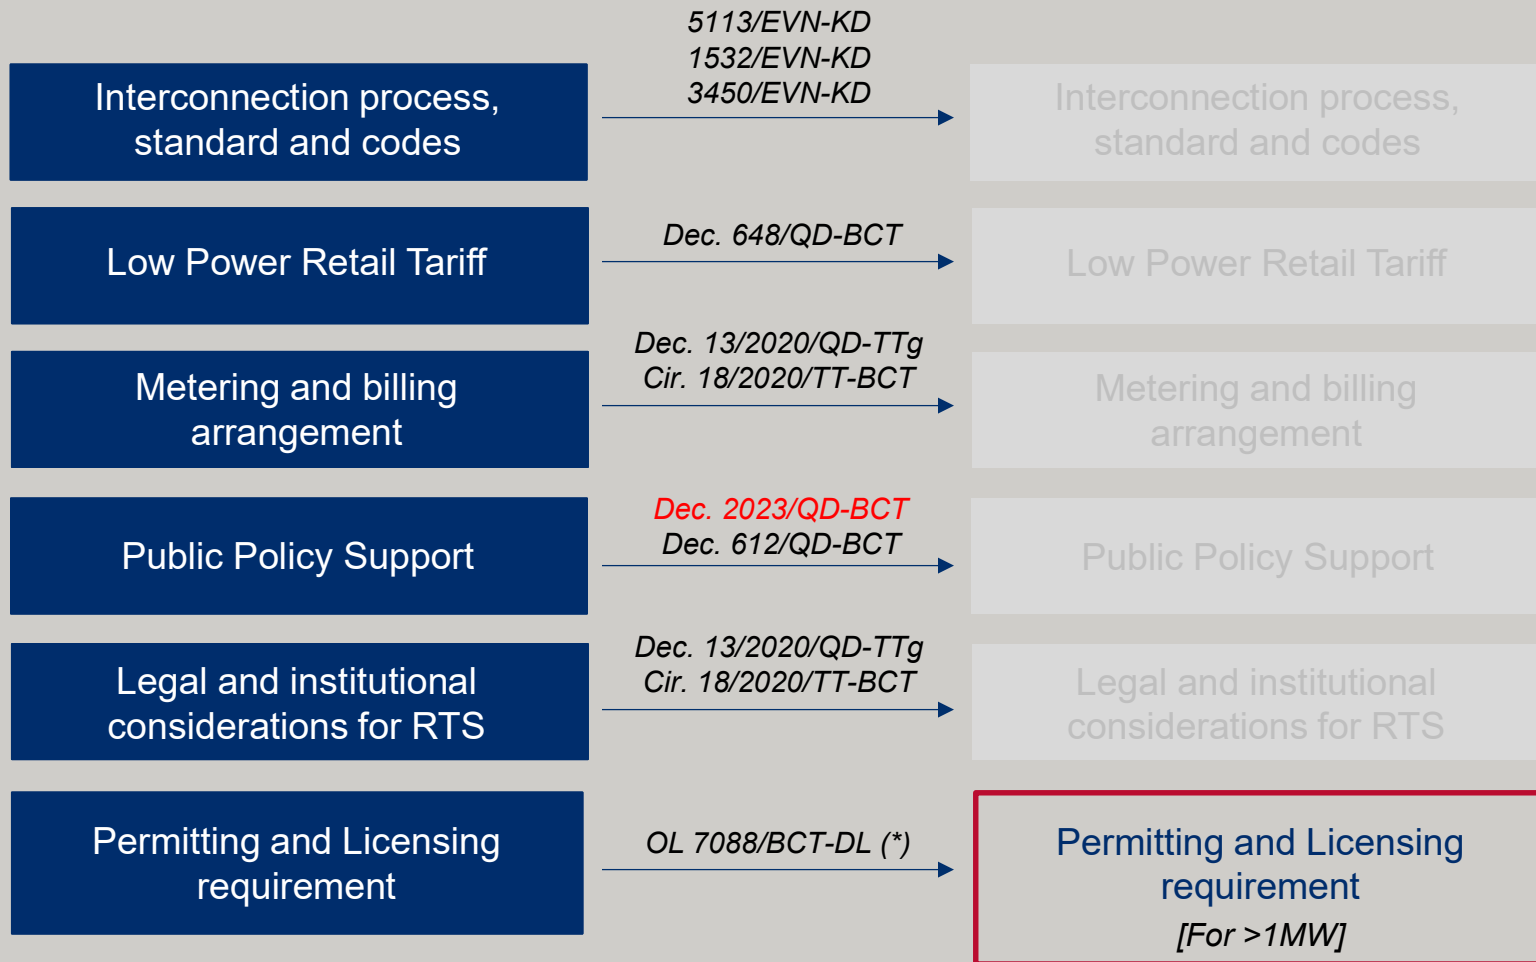 5113/EVN-KD
1532/EVN-KD
3450/EVN-KD
Interconnection process,
standard and codes
Interconnection process,
standard and codes
Low Power Retail Tariff
Dec. 648/QD-BCT
Low Power Retail Tariff
Metering and billing
arrangement
Dec. 13/2020/QD-TTg
Cir. 18/2020/TT-BCT
Metering and billing
arrangement
Public Policy Support
Dec. 2023/QD-BCT
Dec. 612/QD-BCT
Public Policy Support
Legal and institutional
considerations for RTS
Dec. 13/2020/QD-TTg
Cir. 18/2020/TT-BCT
Legal and institutional
considerations for RTS
Permitting and Licensing
requirement
OL 7088/BCT-DL (*)
Permitting and Licensing
requirement
[For >1MW]